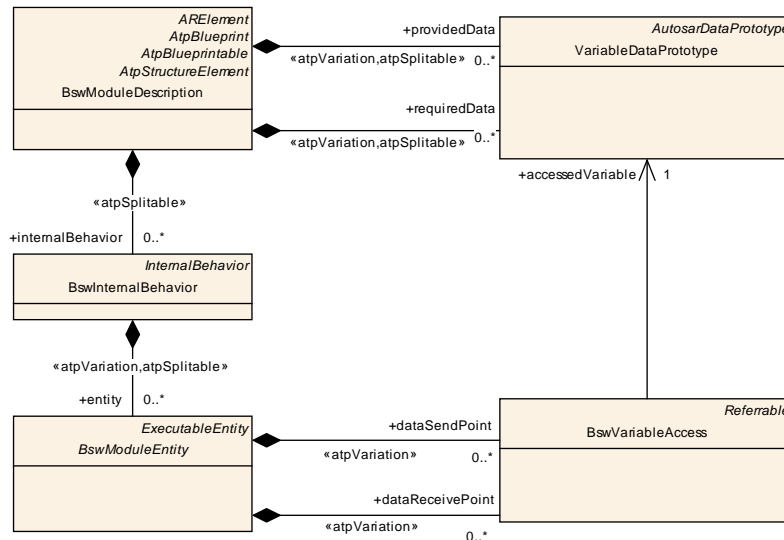 ARElement
AtpBlueprint
AtpBlueprintable
AtpStructureElement
BswModuleDescription
+providedData
«atpVariation,atpSplitable» 0..*
AutosarDataPrototype
VariableDataPrototype
+requiredData
«atpVariation,atpSplitable» 0..*
+accessedVariable 1
«atpSplitable»
+internalBehavior 0..*
InternalBehavior
BswInternalBehavior
«atpVariation,atpSplitable»
+entity 0..*
ExecutableEntity
BswModuleEntity
+dataSendPoint
«atpVariation» 0..*
Referrable
BswVariableAccess
+dataReceivePoint
«atpVariation» 0..*